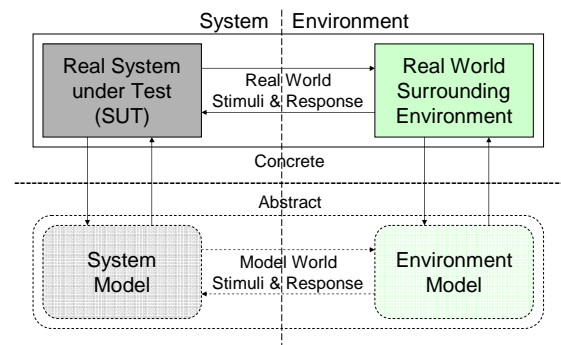 System Environment
Real System
under Test
(SUT)
Real World
Stimuli & Response
Real World
Surrounding
Environment
Concrete
Abstract
System
Model
Model World
Stimuli & Response
Environment
Model